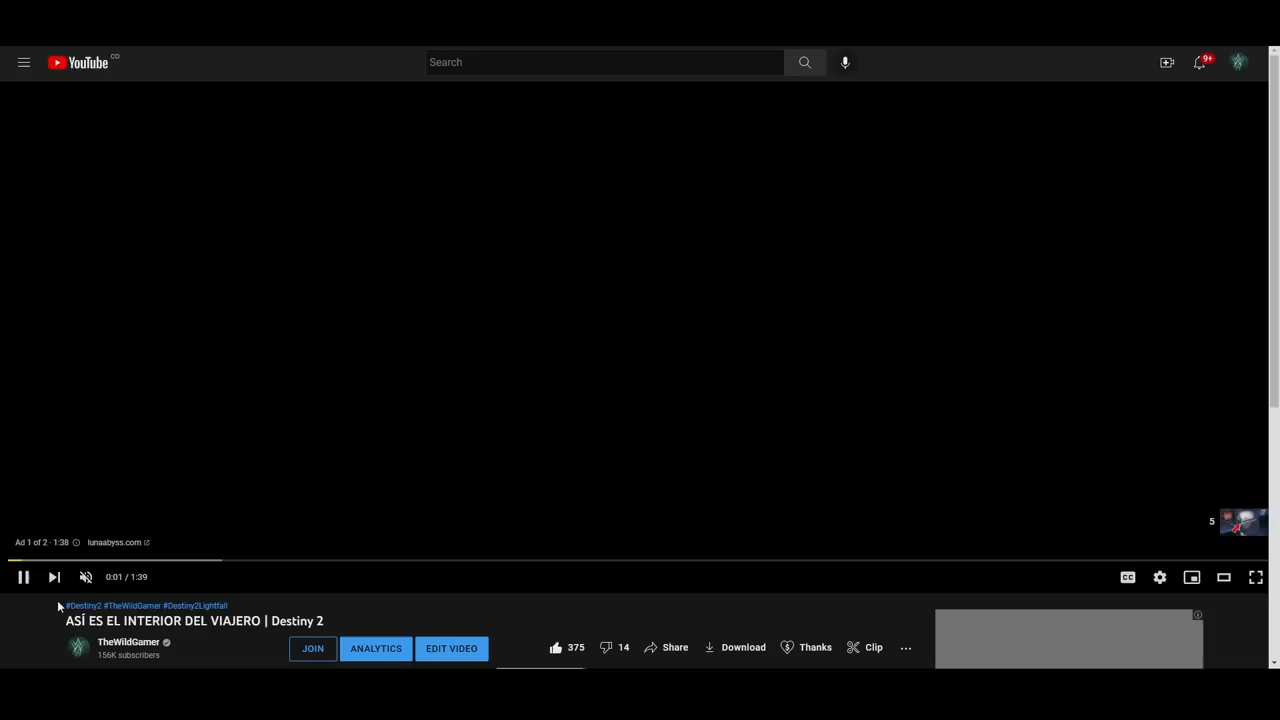 YouTube CO
Search
9+
5
Ad 1 of 2 · 1:38 lunaabyss.com
0:01 / 1:39
CC
#Destiny2 #TheWildGamer #Destiny2Lightfall
ASÍ ES EL INTERIOR DEL VIAJERO | Destiny 2
TheWildGamer
156K subscribers
JOIN
ANALYTICS
EDIT VIDEO
375
14
Share
Download
Thanks
Clip